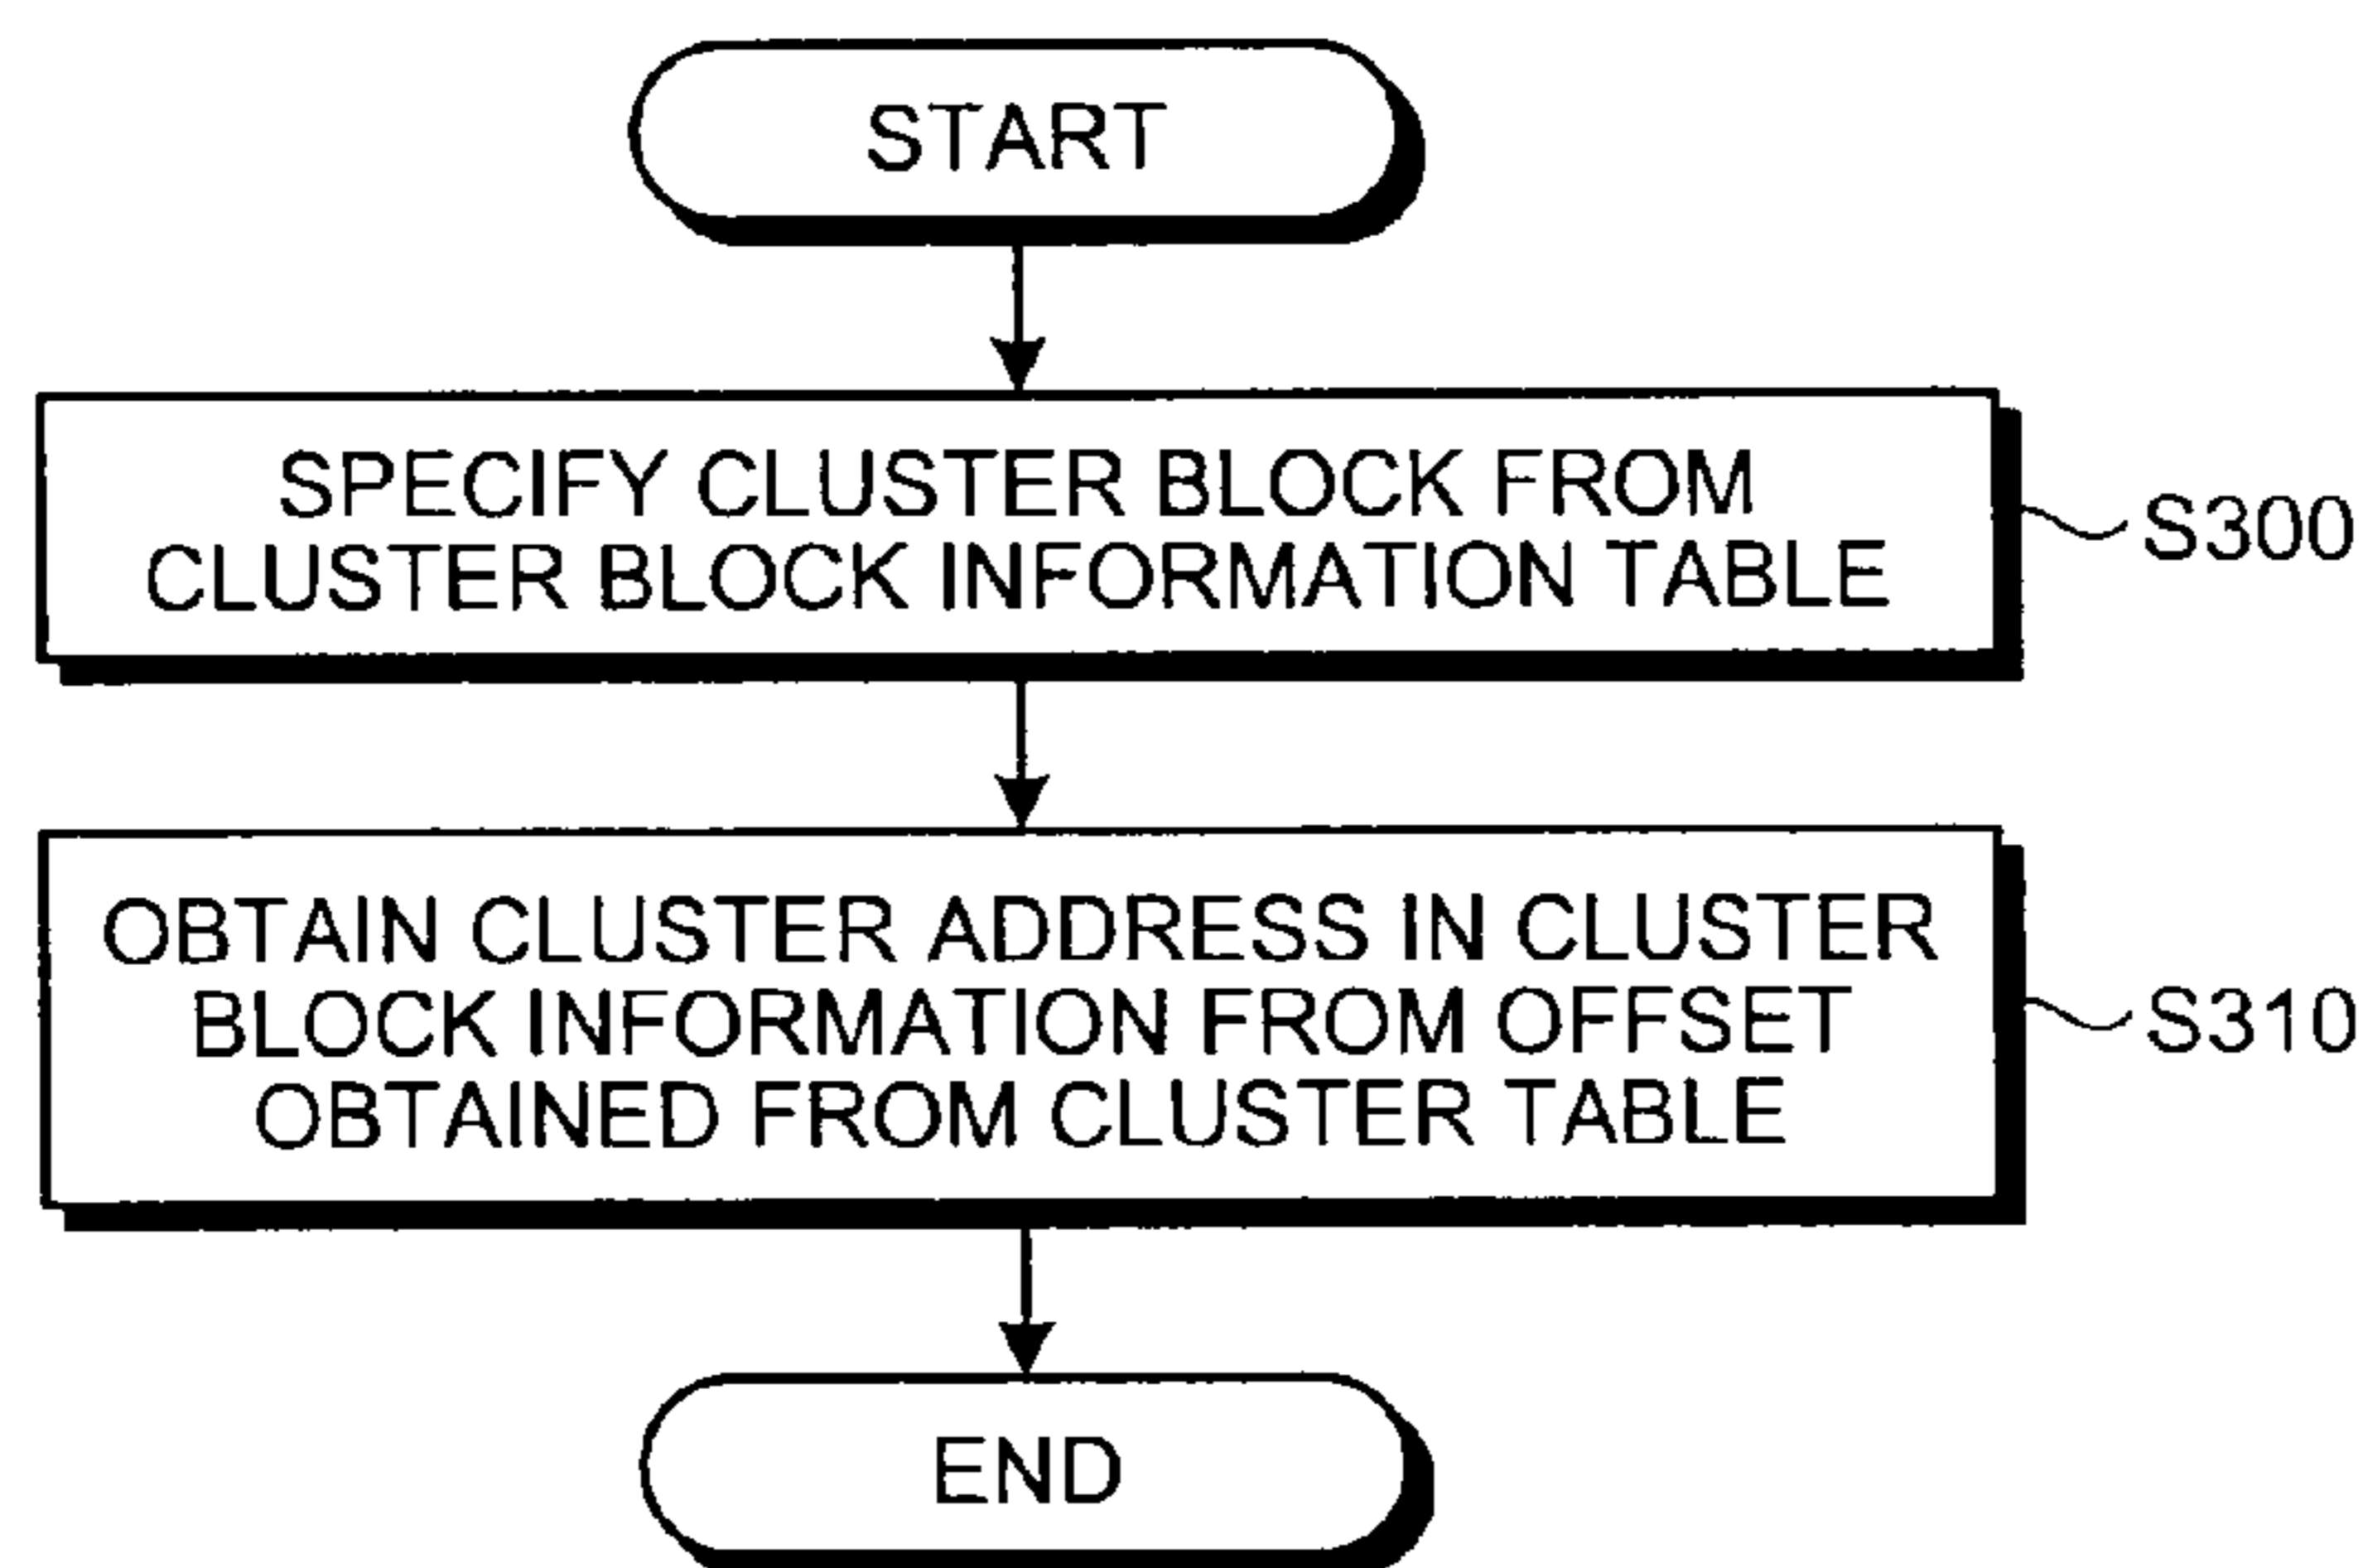 START
SPECIFY CLUSTER BLOCK FROM
CLUSTER BLOCK INFORMATION TABLE
S300
OBTAIN CLUSTER ADDRESS IN CLUSTER
BLOCK INFORMATION FROM OFFSET
OBTAINED FROM CLUSTER TABLE
S310
END